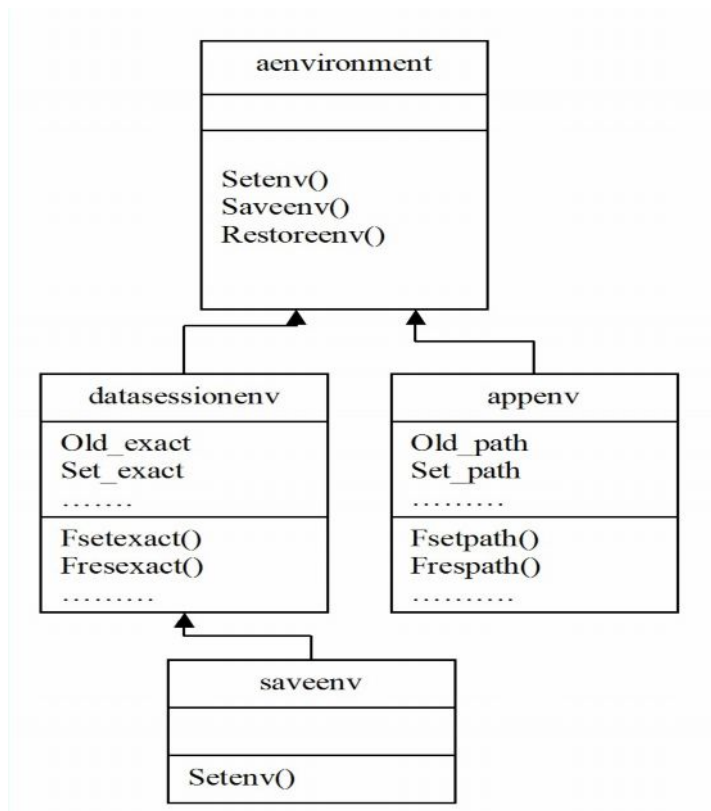 aenvironment
Setenv()
Saveenv()
Restoreenv()
datasessionenv
Old_exact
Set_exact
.......
Fsetexact()
Fresexact()
.........
appenv
Old_path
Set_path
.........
Fsetpath()
Frespath()
..........
saveenv
Setenv()